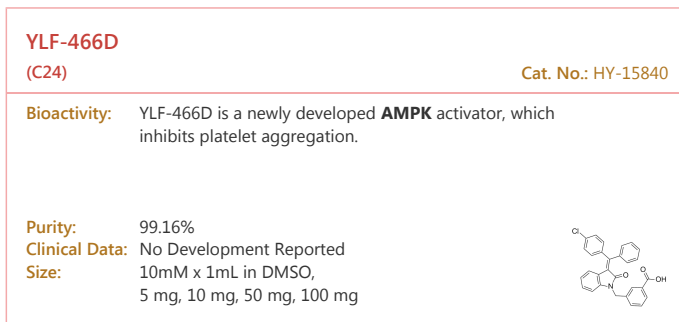 YLF-466D
(C24)
Cat. No.: HY-15840
Bioactivity: YLF-466D is a newly developed AMPK activator, which
inhibits platelet aggregation.
Purity: 99.16%
Clinical Data: No Development Reported
Size: 10mM x 1mL in DMSO,
5 mg, 10 mg, 50 mg, 100 mg
Cl
O
O
OH
N